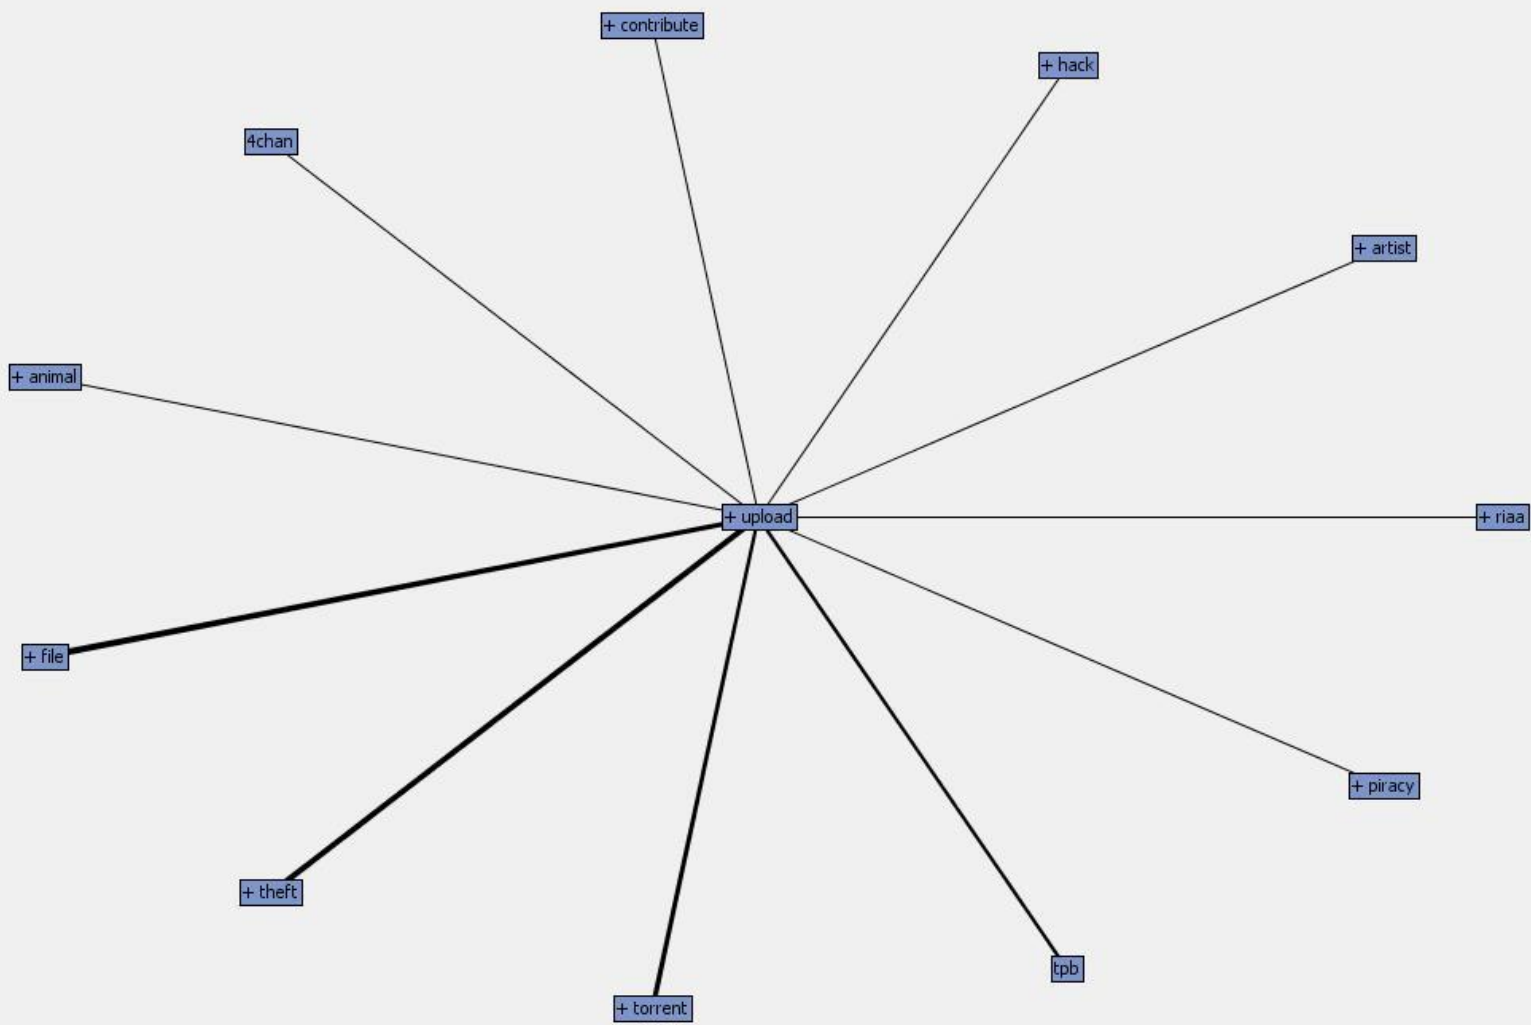 + contribute
+ hack
4chan
+ artist
+ animal
+ upload
+ riaa
+ file
+ piracy
+ theft
tpb
+ torrent